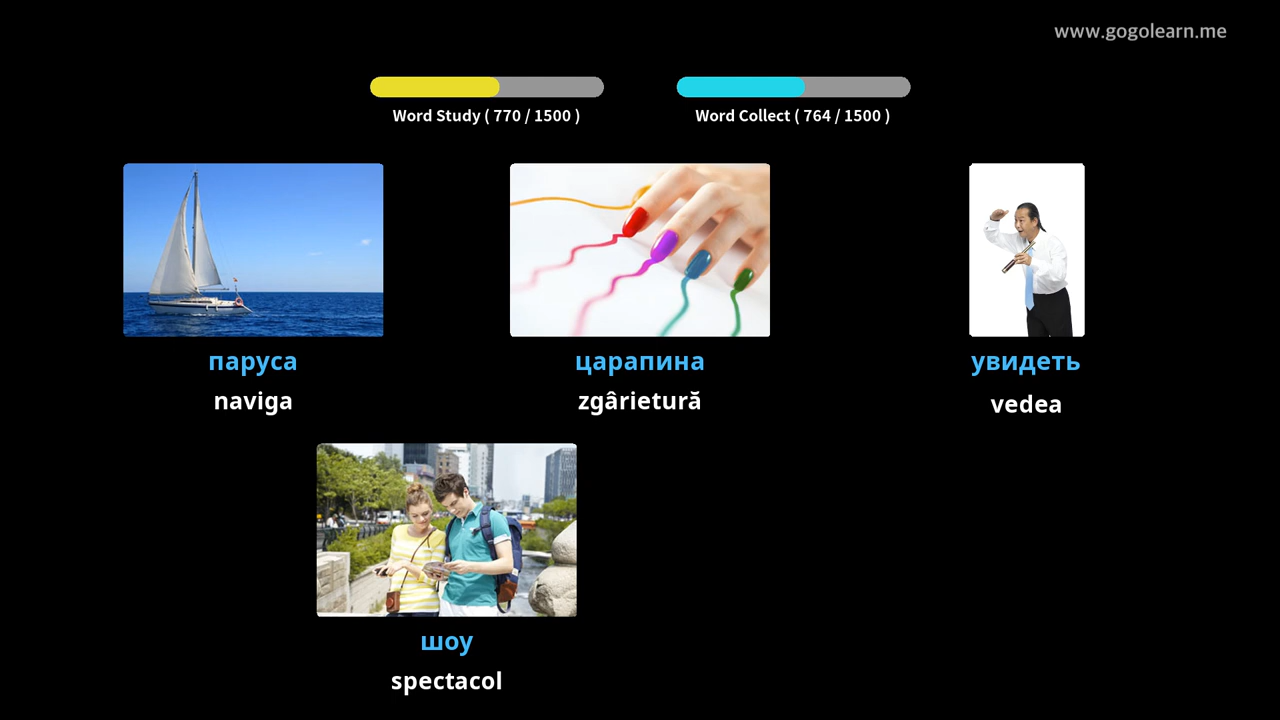 www.gogolearn.me
Word Study ( 770 / 1500 )
Word Collect ( 764 / 1500 )
паруса
naviga
царапина
zgârietură
увидеть
vedea
шоу
spectacol